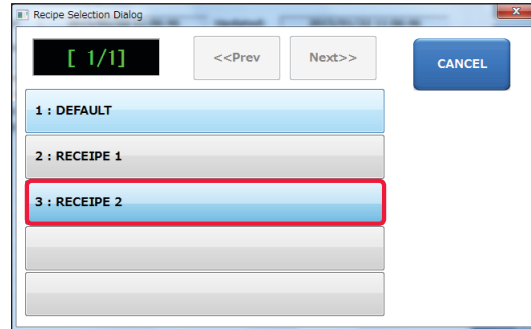 Recipe Selection Dialog
[ 1/1]
<<Prev
Next>>
CANCEL
1 : DEFAULT
2 : RECEIPE 1
3 : RECEIPE 2